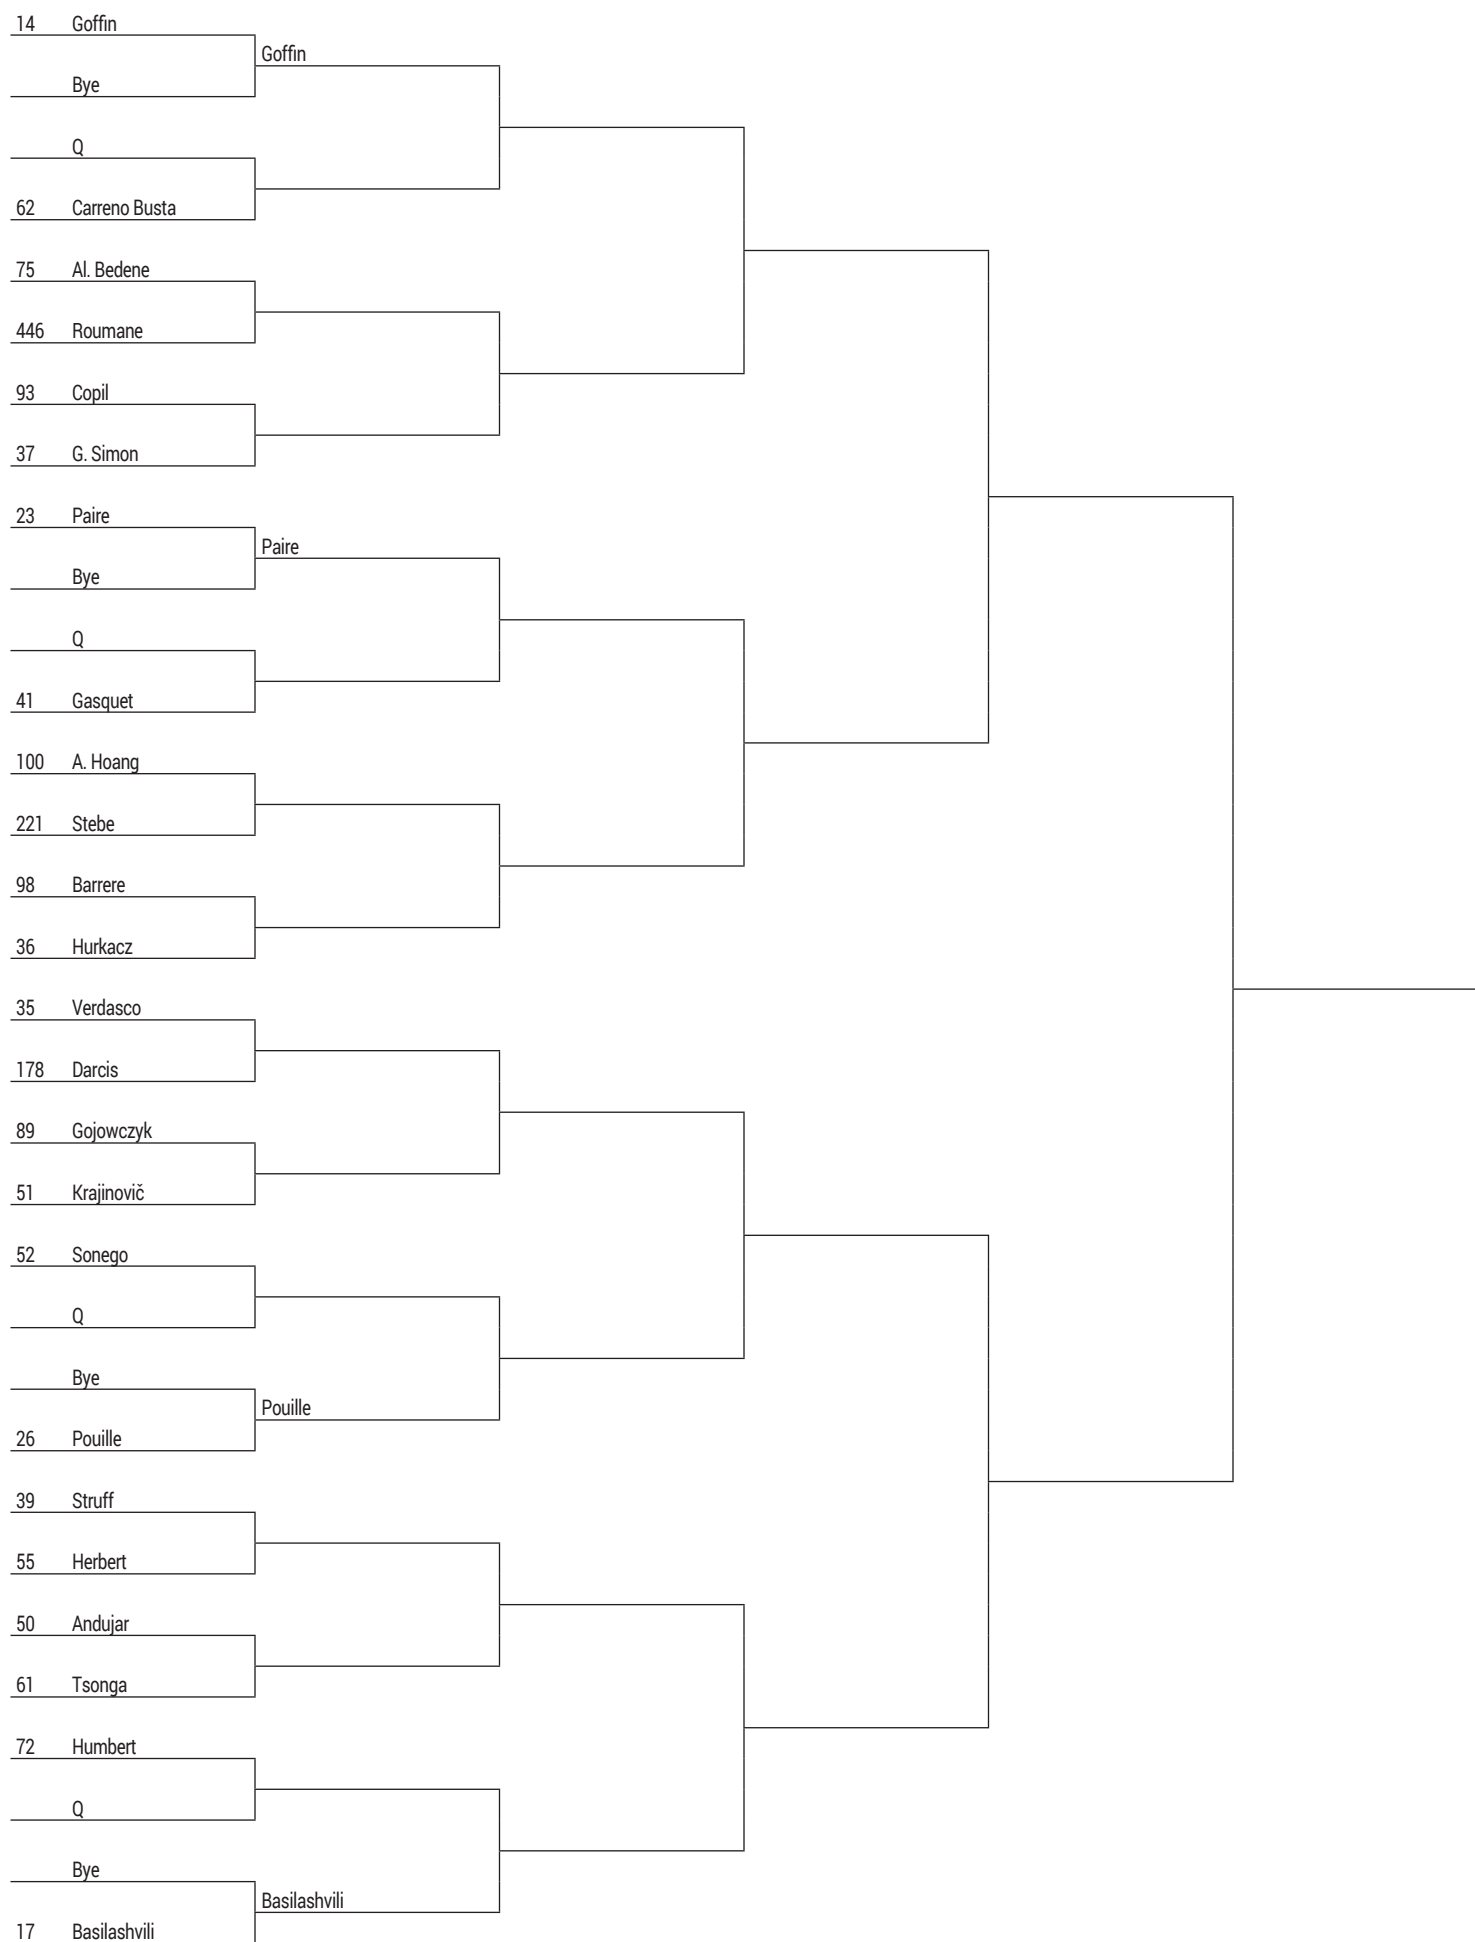 14 Goffin
Goffin
Bye
Q
62 Carreno Busta
75 Al. Bedene
446 Roumane
93 Copil
37 G. Simon
23 Paire
Paire
Bye
Q
41 Gasquet
100 A. Hoang
221 Stebe
98 Barrere
36 Hurkacz
35 Verdasco
178 Darcis
89 Gojowczyk
51 Krajinovič
52 Sonego
Q
Bye
Pouille
26 Pouille
39 Struff
55 Herbert
50 Andujar
61 Tsonga
72 Humbert
Q
Bye
Basilashvili
17 Basilashvili